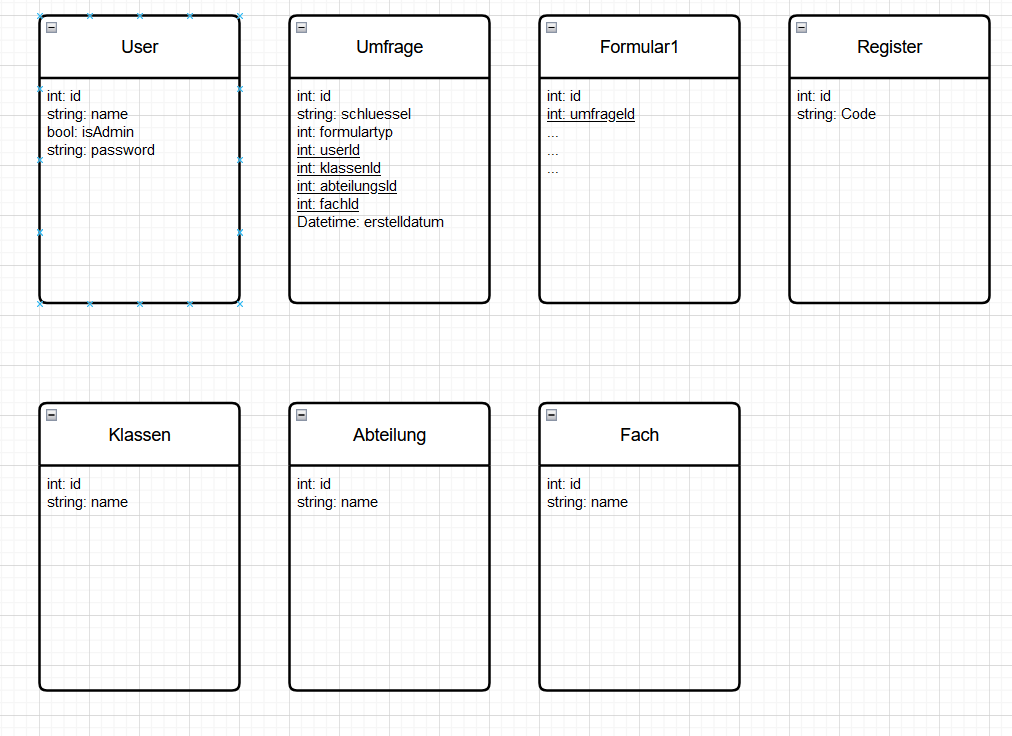 User
int: id
string: name
bool: isAdmin
string: password
Umfrage
int: id
string: schluessel
int: formulartyp
int: userId
int: klassenId
int: abteilungsId
int: fachId
Datetime: erstelldatum
Formular1
int: id
int: umfrageId
...
...
...
Register
int: id
string: Code
Klassen
int: id
string: name
Abteilung
int: id
string: name
Fach
int: id
string: name